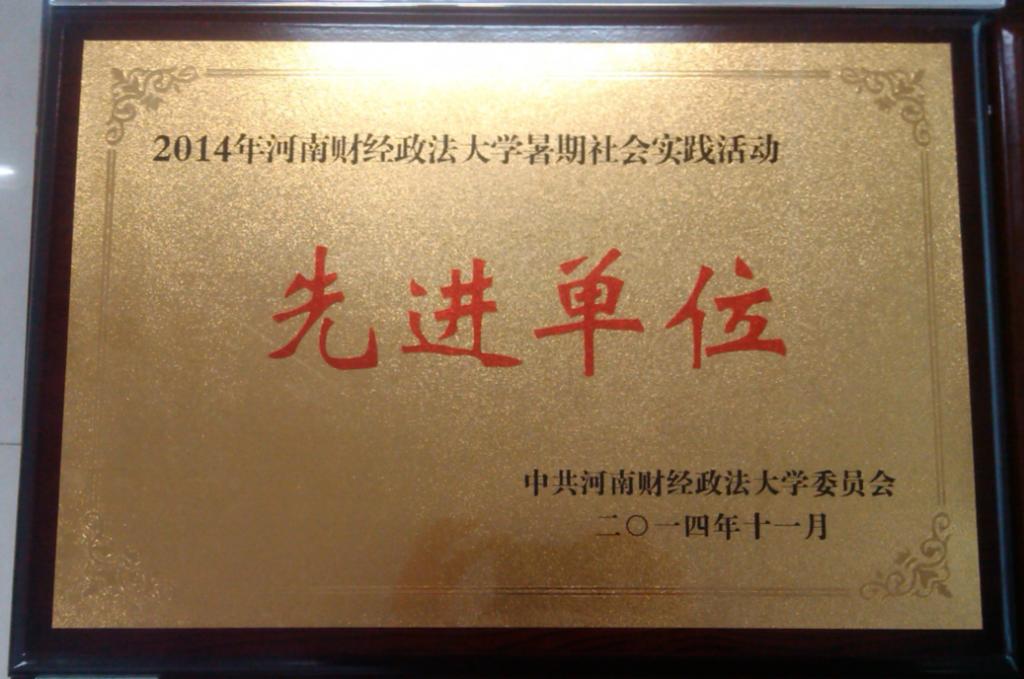 2014年河南财经政法大学暑期社会实践活动
先进单位
中共河南财经政法大学委员会
二〇一四年十一月